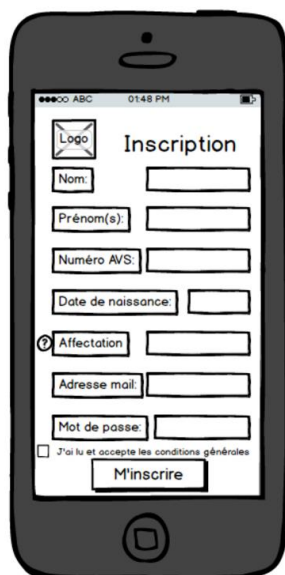 ABC 01:48 PM
Logo
Inscription
Nom:
Prénom(s):
Numéro AVS:
Date de naissance:
? Affectation
Adresse mail:
Mot de passe:
J'ai lu et accepte les conditions générales
M'inscrire